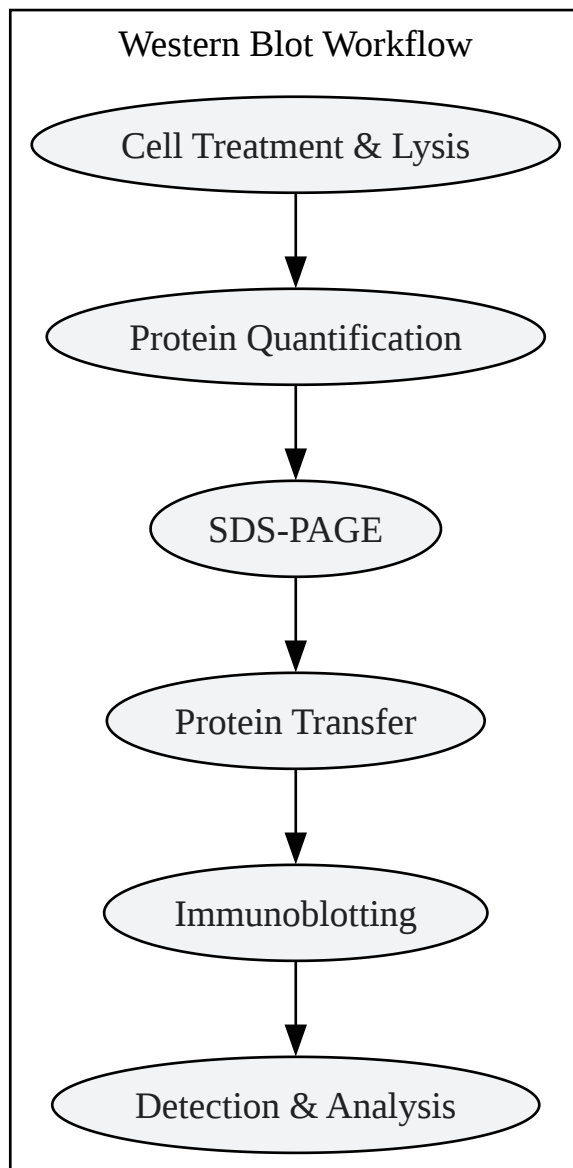 Western Blot Workflow
Cell Treatment & Lysis
Protein Quantification
SDS-PAGE
Protein Transfer
Immunoblotting
Detection & Analysis